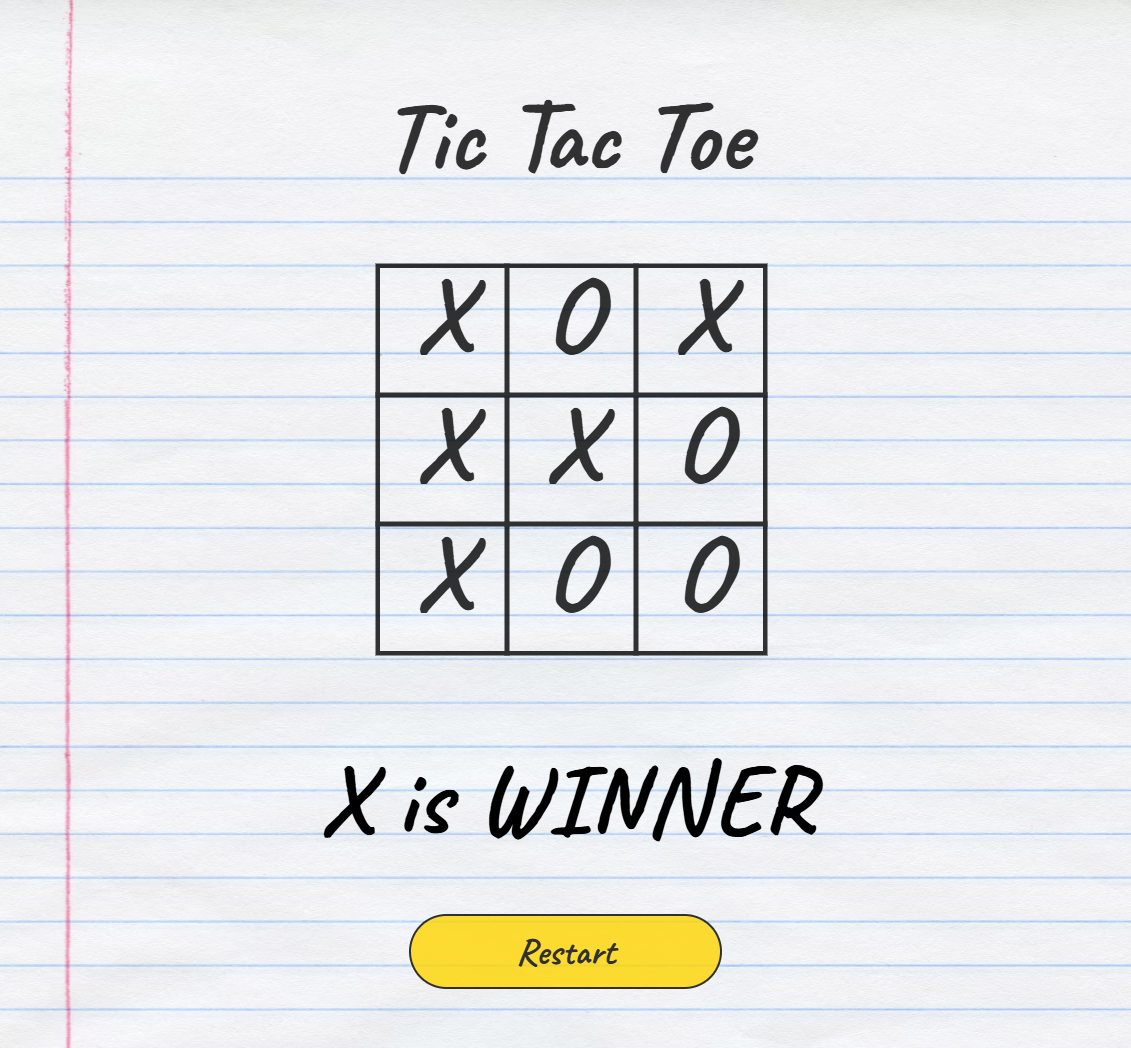 Tic Tac Toe
X O X
X X O
X O O
X is WINNER
Restart